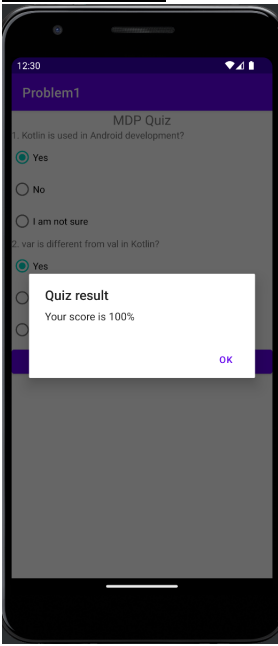 12:30
Problem1
MDP Quiz
1. Kotlin is used in Android development?
Yes
No
I am not sure
2. var is different from val in Kotlin?
Yes
Quiz result
Your score is 100%
OK